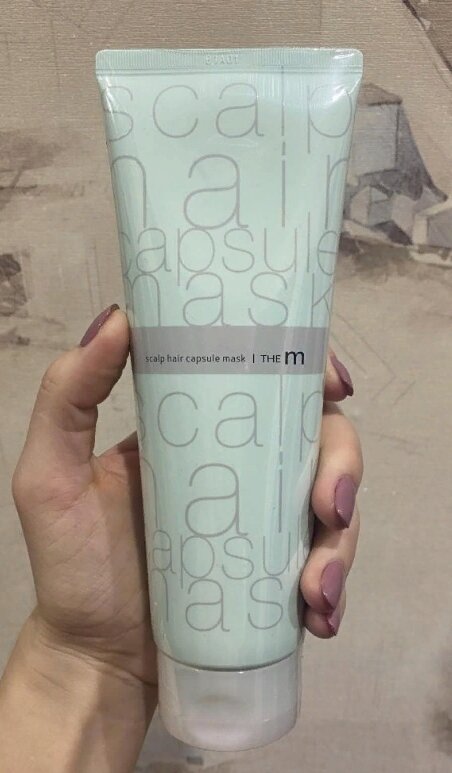 scalp
hair
capsule
mask
scalp hair capsule mask | THE m
scalp
hair
capsule
mask